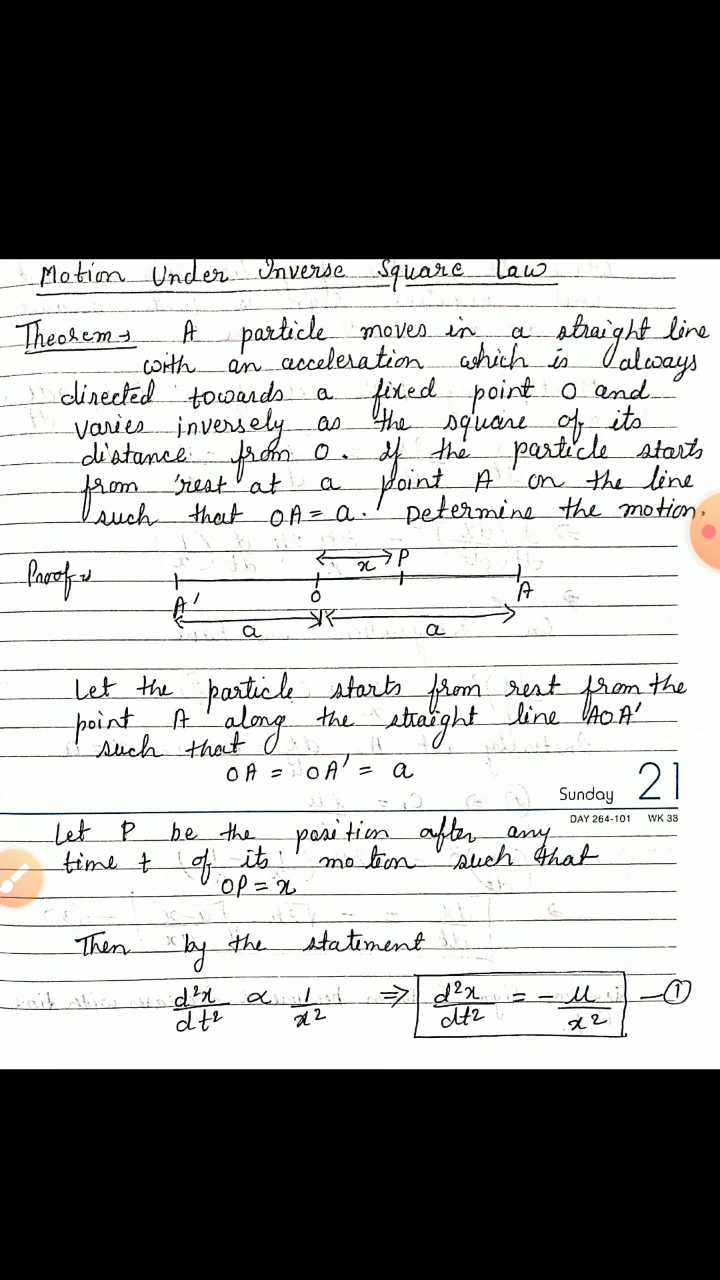 Motion Under Inverse Square Law
Theorem → A particle moves in a straight line
with an acceleration which is always
directed towards a fixed point O and
varies inversely as the square of its
distance from O. If the particle starts
from rest at a point A on the line
such that OA = a. Determine the motion.
Proof →
x P
A' O A
a a
Let the particle starts from rest from the
point A along the straight line AOA'
such that
OA = OA' = a
Sunday 21
DAY 264-101 WK 38
Let P be the position after any
time t of its motion such that
OP = x
Then by the statement
d²x/dt² ∝ 1/x² ⇒ d²x/dt² = - μ/x² — ①